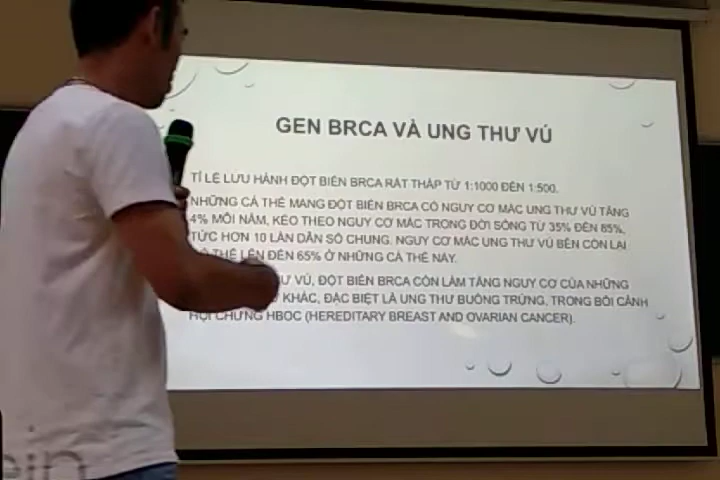 GEN BRCA VÀ UNG THƯ VÚ
TỈ LỆ LƯU HÀNH ĐỘT BIẾN BRCA RẤT THẤP TỪ 1:1000 ĐẾN 1:500.
NHỮNG CÁ THỂ MANG ĐỘT BIẾN BRCA CÓ NGUY CƠ MẮC UNG THƯ VÚ TĂNG
4% MỖI NĂM, KÉO THEO NGUY CƠ MẮC TRONG ĐỜI SỐNG TỪ 35% ĐẾN 85%,
TỨC HƠN 10 LẦN DÂN SỐ CHUNG. NGUY CƠ MẮC UNG THƯ VÚ BÊN CÒN LẠI
THỂ LÊN ĐẾN 65% Ở NHỮNG CÁ THỂ NÀY.
VÚ, ĐỘT BIẾN BRCA CÒN LÀM TĂNG NGUY CƠ CỦA NHỮNG
KHÁC, ĐẶC BIỆT LÀ UNG THƯ BUỒNG TRỨNG, TRONG BỐI CẢNH
HỘI CHỨNG HBOC (HEREDITARY BREAST AND OVARIAN CANCER).
ein